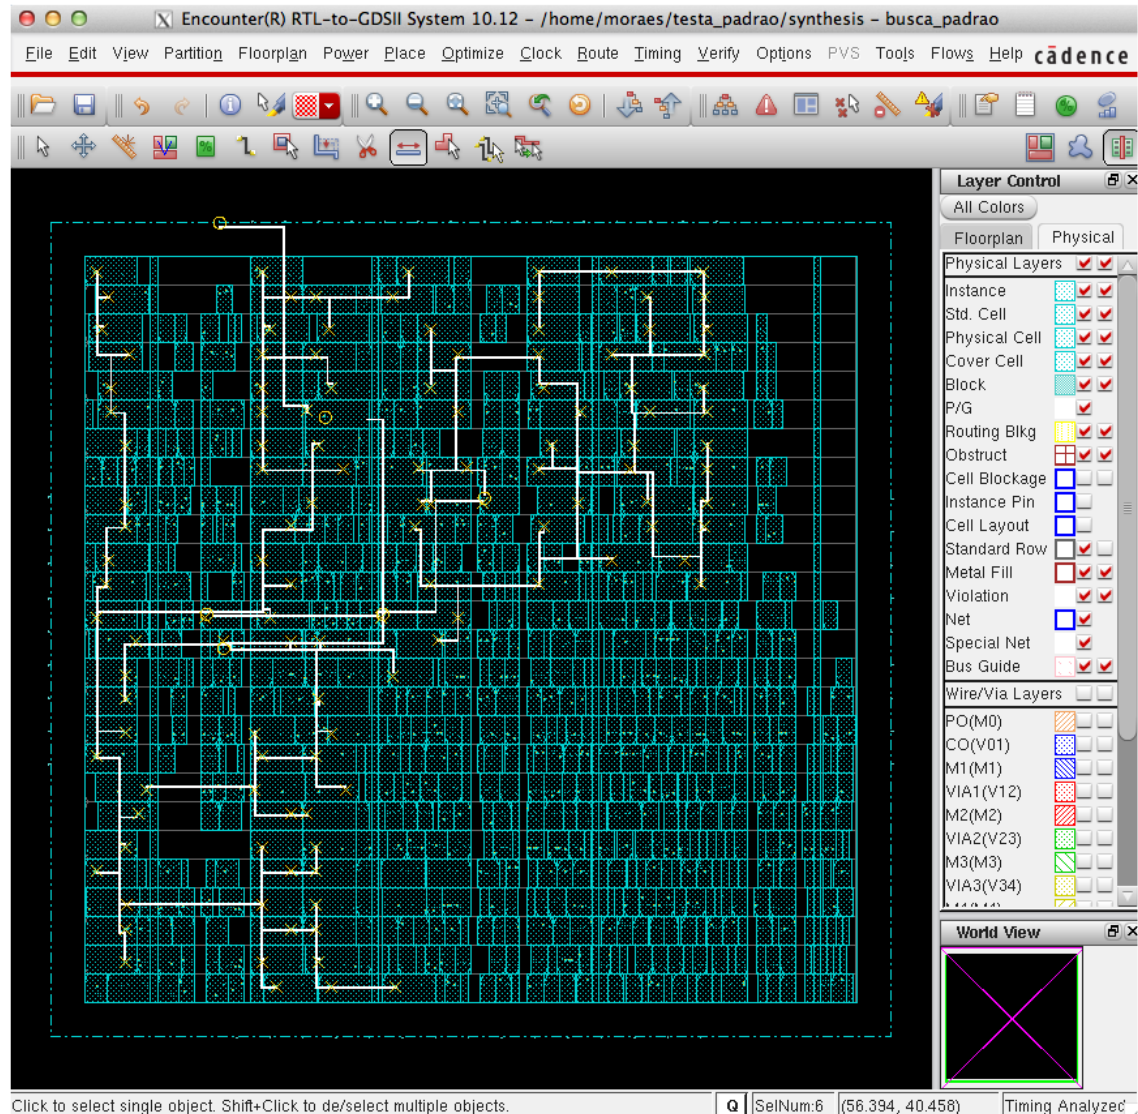 X Encounter(R) RTL-to-GDSII System 10.12 - /home/moraes/testa_padrao/synthesis - busca_padrao
File Edit View Partition Floorplan Power Place Optimize Clock Route Timing Verify Options PVS Tools Flows Help cādence
Layer Control
All Colors
Floorplan Physical
Physical Layers
Instance
Std. Cell
Physical Cell
Cover Cell
Block
P/G
Routing Blkg
Obstruct
Cell Blockage
Instance Pin
Cell Layout
Standard Row
Metal Fill
Violation
Net
Special Net
Bus Guide
Wire/Via Layers
PO(M0)
CO(V01)
M1(M1)
VIA1(V12)
M2(M2)
VIA2(V23)
M3(M3)
VIA3(V34)
World View
Click to select single object. Shift+Click to de/select multiple objects. Q SelNum:6 (56.394, 40.458) Timing Analyzed